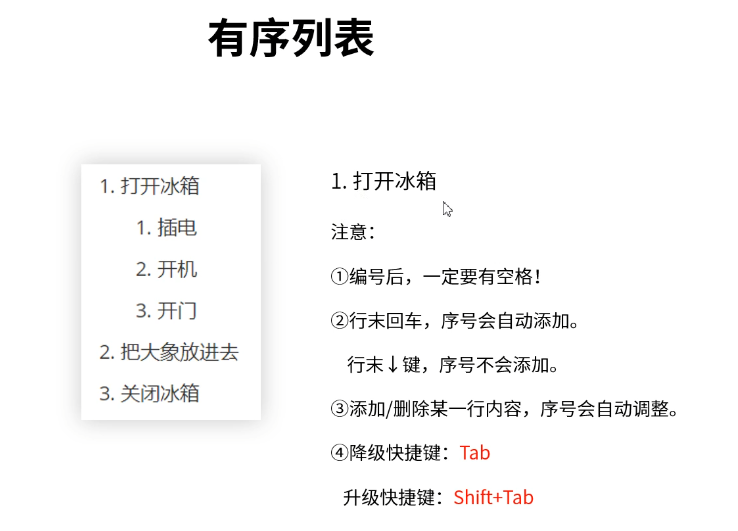 有序列表
1. 打开冰箱
1. 插电
2. 开机
3. 开门
2. 把大象放进去
3. 关闭冰箱
1. 打开冰箱
注意：
①编号后，一定要有空格！
②行末回车，序号会自动添加。
行末↓键，序号不会添加。
③添加/删除某一行内容，序号会自动调整。
④降级快捷键：Tab
升级快捷键：Shift+Tab